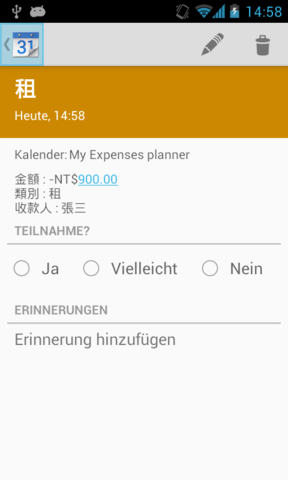 14:58
31
租
Heute, 14:58
Kalender: My Expenses planner
金額 : -NT$900.00
類別 : 租
收款人 : 張三
TEILNAHME?
Ja Vielleicht Nein
ERINNERUNGEN
Erinnerung hinzufügen